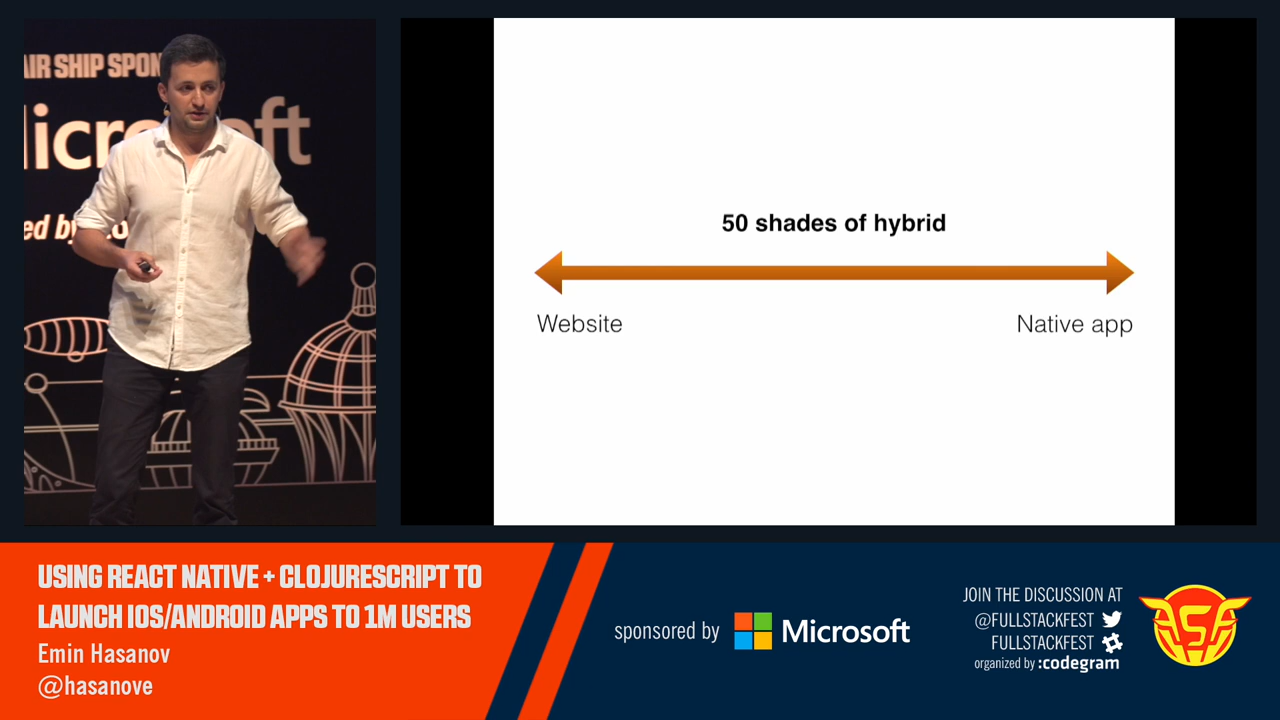 AIR SHIP SPON
Microsoft
ed by
50 shades of hybrid
Website
Native app
USING REACT NATIVE + CLOJURESCRIPT TO
LAUNCH IOS/ANDROID APPS TO 1M USERS
Emin Hasanov
@hasanove
sponsored by Microsoft
JOIN THE DISCUSSION AT
@FULLSTACKFEST
FULLSTACKFEST
organized by :codegram
FSF